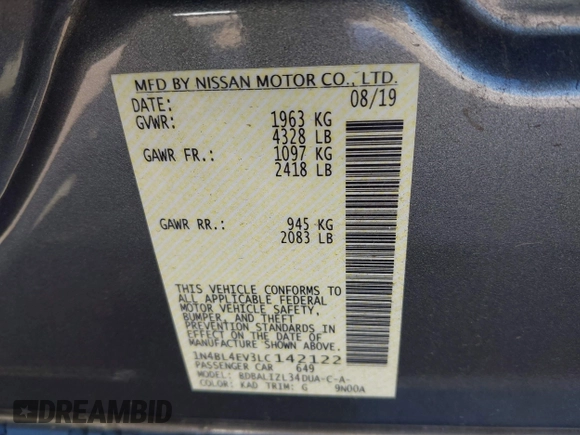 MFD BY NISSAN MOTOR CO., LTD.
DATE: 08/19
GVWR: 1963 KG
4328 LB
GAWR FR.: 1097 KG
2418 LB
GAWR RR.: 945 KG
2083 LB
THIS VEHICLE CONFORMS TO
ALL APPLICABLE FEDERAL
MOTOR VEHICLE SAFETY,
BUMPER, AND THEFT
PREVENTION STANDARDS IN
EFFECT ON THE DATE OF
MANUFACTURE SHOWN ABOVE.
1N4BL4EV3LC142122
PASSENGER CAR 649
MODEL: BDBALIZL34DUA-C-A-
COLOR: KAD TRIM: G 9N00A
DREAMBID